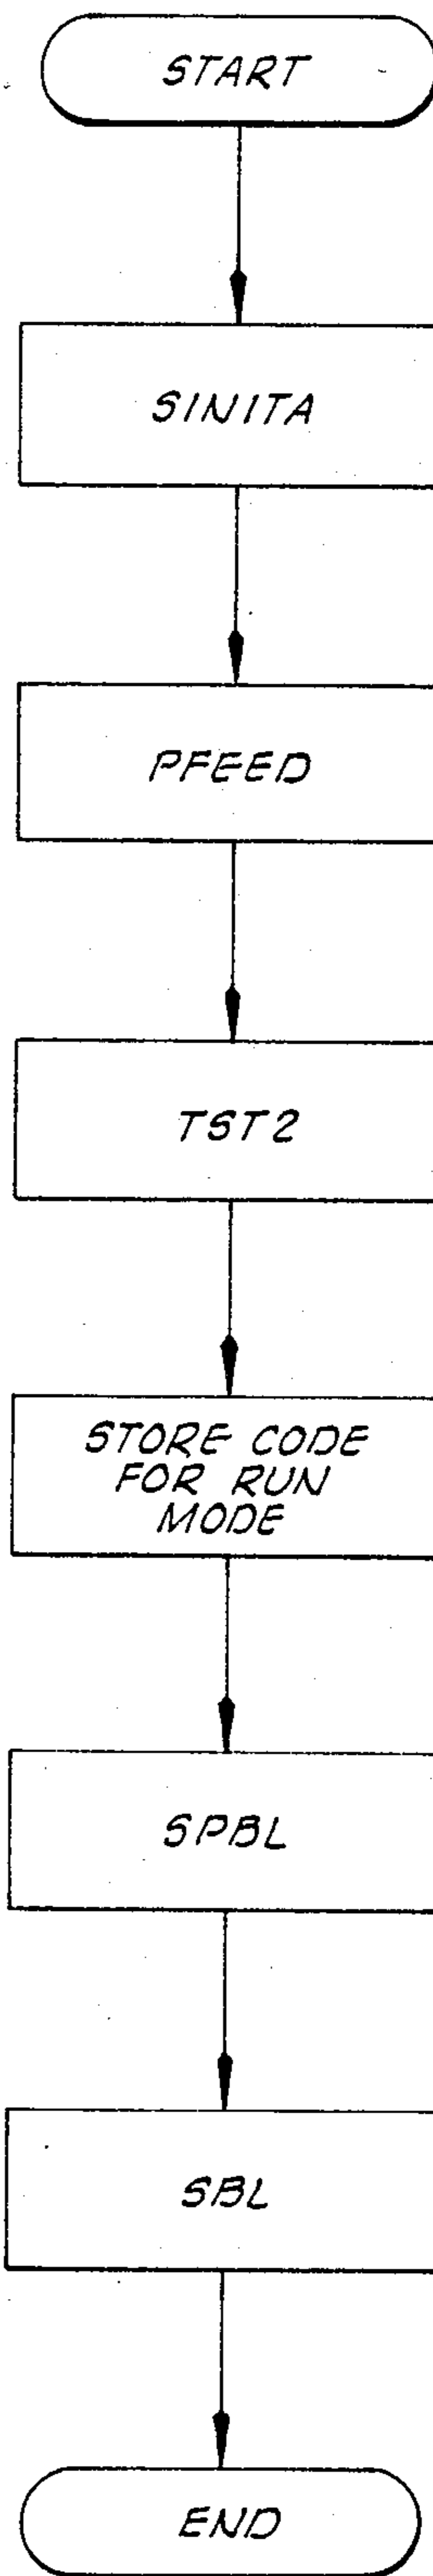 START
SINITA
PFEED
TST2
STORE CODE
FOR RUN
MODE
SPBL
SBL
END